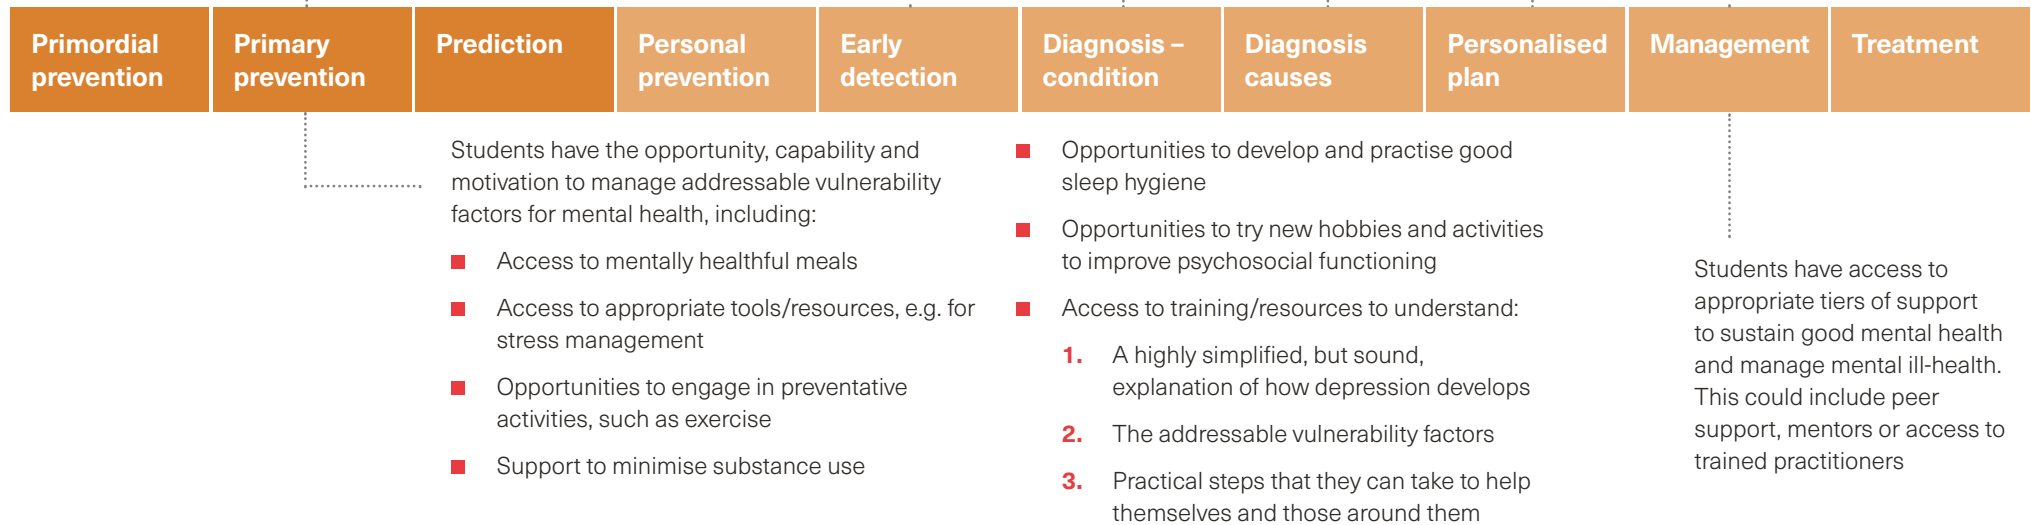 Primordial
prevention
Primary
prevention
Prediction
Personal
prevention
Early
detection
Diagnosis –
condition
Diagnosis
causes
Personalised
plan
Management
Treatment
Students have the opportunity, capability and
motivation to manage addressable vulnerability
factors for mental health, including:
Access to mentally healthful meals
Access to appropriate tools/resources, e.g. for
stress management
Opportunities to engage in preventative
activities, such as exercise
Support to minimise substance use
Opportunities to develop and practise good
sleep hygiene
Opportunities to try new hobbies and activities
to improve psychosocial functioning
Access to training/resources to understand:
1. A highly simplified, but sound,
explanation of how depression develops
2. The addressable vulnerability factors
3. Practical steps that they can take to help
themselves and those around them
Students have access to
appropriate tiers of support
to sustain good mental health
and manage mental ill-health.
This could include peer
support, mentors or access to
trained practitioners